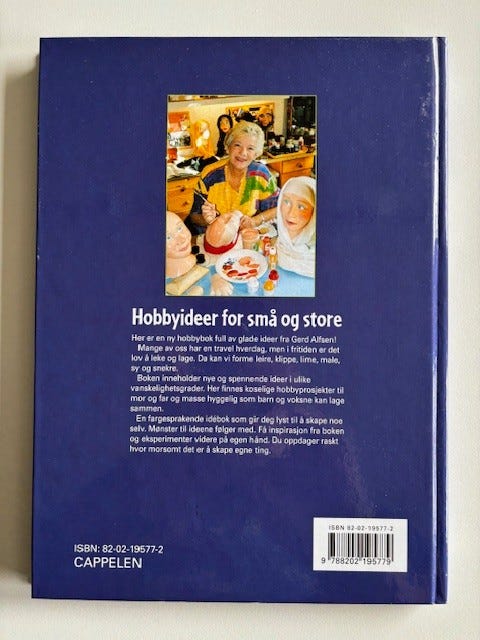 Hobbyideer for små og store
Her er en ny hobbybok full av glade ideer fra Gerd Alfsen!
Mange av oss har en travel hverdag, men i fritiden er det
lov å leke og lage. Da kan vi forme leire, klippe, lime, male,
sy og snekre.
Boken inneholder nye og spennende ideer i ulike
vanskelighetsgrader. Her finnes koselige hobbyprosjekter til
mor og far og masse hyggelig som barn og voksne kan lage
sammen.
En fargesprakende idébok som gir deg lyst til å skape noe
selv. Mønster til ideene følger med. Få inspirasjon fra boken
og eksperimenter videre på egen hånd. Du oppdager raskt
hvor morsomt det er å skape egne ting.
ISBN 82-02-19577-2
9 788202 195779
ISBN: 82-02-19577-2
CAPPELEN